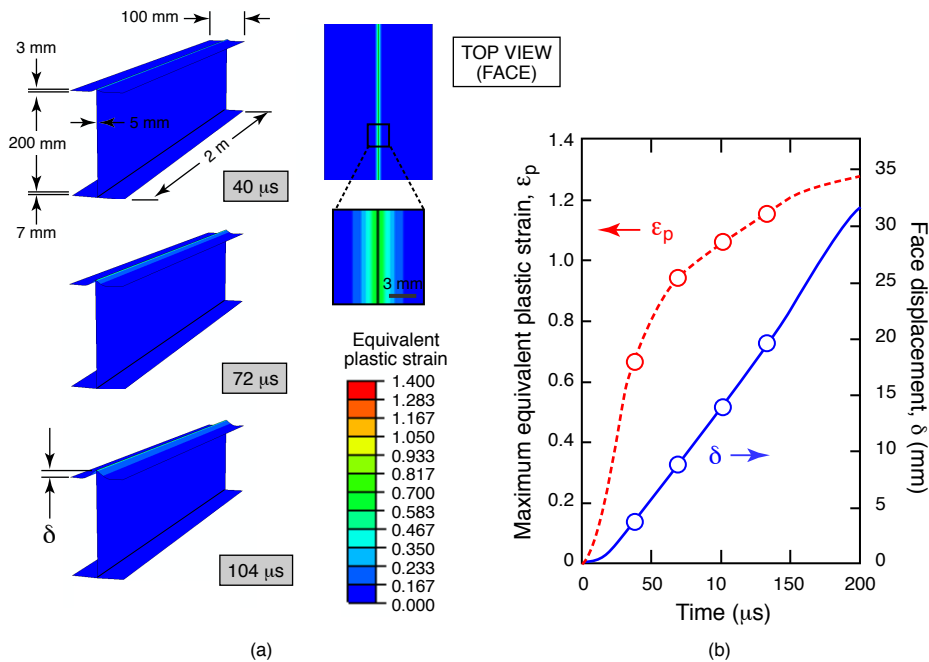 100 mm
3 mm
5 mm
200 mm
2 m
40 μs
7 mm
72 μs
δ
104 μs
TOP VIEW
(FACE)
3 mm
Equivalent
plastic strain
1.400
1.283
1.167
1.050
0.933
0.817
0.700
0.583
0.467
0.350
0.233
0.167
0.000
(a)
Maximum equivalent plastic strain, εp
1.4
1.2
1.0
0.8
0.6
0.4
0.2
0
εp
δ
35
30
25
20
15
10
5
0
Face displacement, δ (mm)
0 50 10 150 200
Time (μs)
(b)